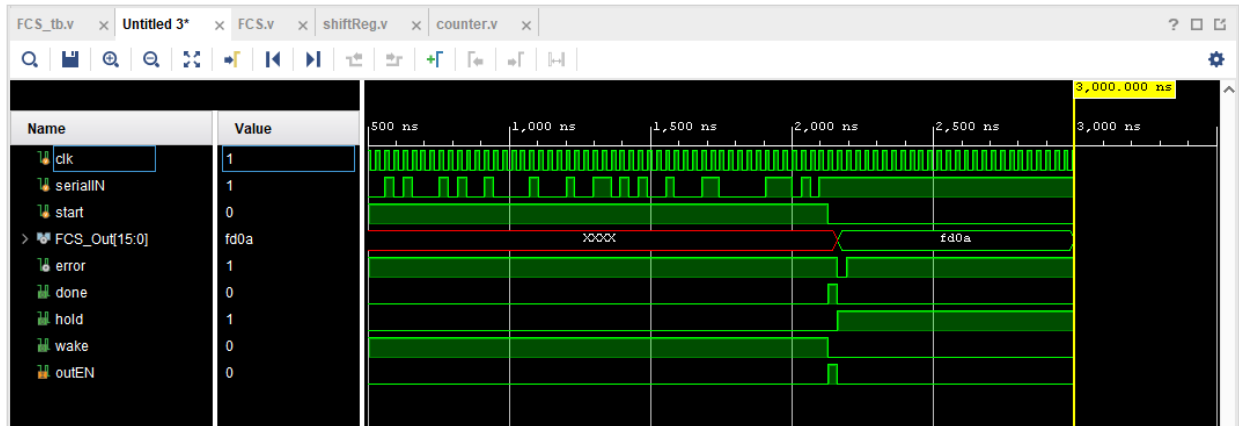 FCS_tb.v × Untitled 3* × FCS.v × shiftReg.v × counter.v ×
3,000.000 ns
Name Value 500 ns 1,000 ns 1,500 ns 2,000 ns 2,500 ns 3,000 ns
clk 1
serialIN 1
start 0
FCS_Out[15:0] fd0a XXXX fd0a
error 1
done 0
hold 1
wake 0
outEN 0